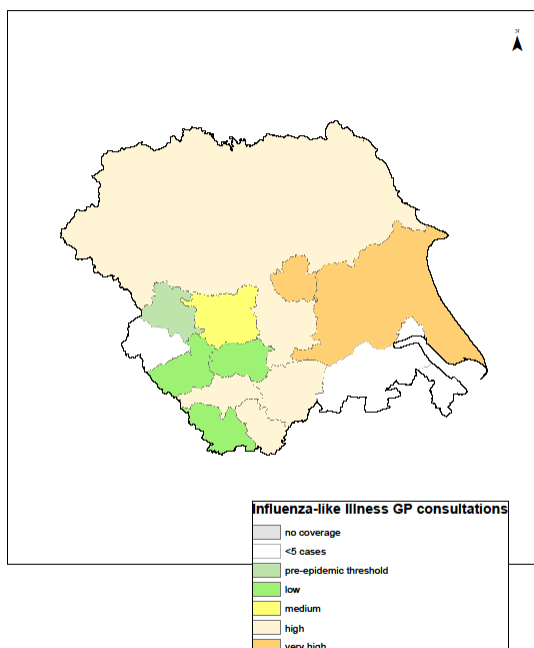 N
Influenza-like Illness GP consultations
no coverage
<5 cases
pre-epidemic threshold
low
medium
high
very high